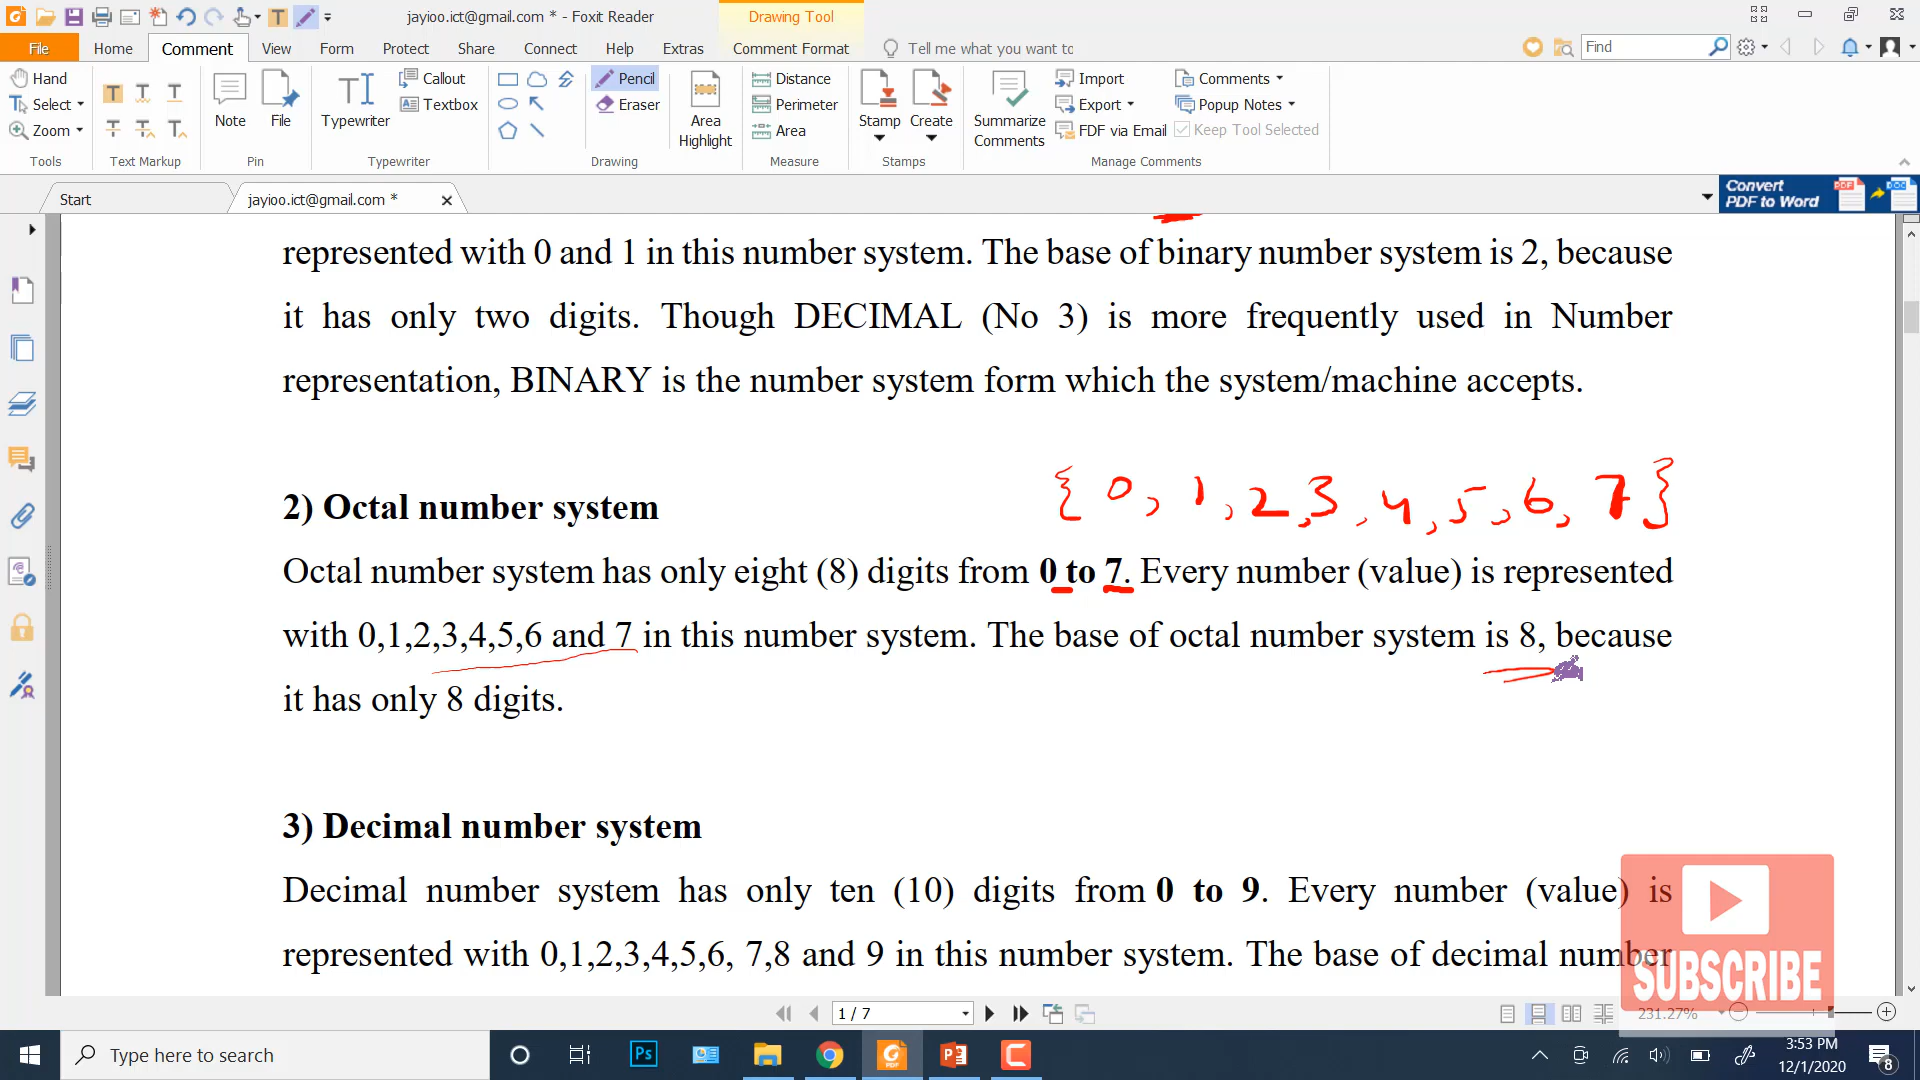 jayioo.ict@gmail.com * - Foxit Reader
Drawing Tool
File Home Comment View Form Protect Share Connect Help Extras Comment Format Tell me what you want to
Find
Hand
Select
Zoom
Tools
Text Markup
Note
File
Pin
Typewriter
Callout
Textbox
Typewriter
Pencil
Eraser
Drawing
Area
Highlight
Distance
Perimeter
Area
Measure
Stamp
Create
Stamps
Summarize
Comments
Import
Export
FDF via Email
Comments
Popup Notes
Keep Tool Selected
Manage Comments
Start
jayioo.ict@gmail.com *
Convert
PDF to Word
represented with 0 and 1 in this number system. The base of binary number system is 2, because
it has only two digits. Though DECIMAL (No 3) is more frequently used in Number
representation, BINARY is the number system form which the system/machine accepts.
{ 0, 1, 2, 3, 4, 5, 6, 7 }
2) Octal number system
Octal number system has only eight (8) digits from 0 to 7. Every number (value) is represented
with 0,1,2,3,4,5,6 and 7 in this number system. The base of octal number system is 8, because
it has only 8 digits.
3) Decimal number system
Decimal number system has only ten (10) digits from 0 to 9. Every number (value) is
represented with 0,1,2,3,4,5,6, 7,8 and 9 in this number system. The base of decimal number
SUBSCRIBE
1 / 7
231.27%
Type here to search
Ps
3:53 PM
12/1/2020
8